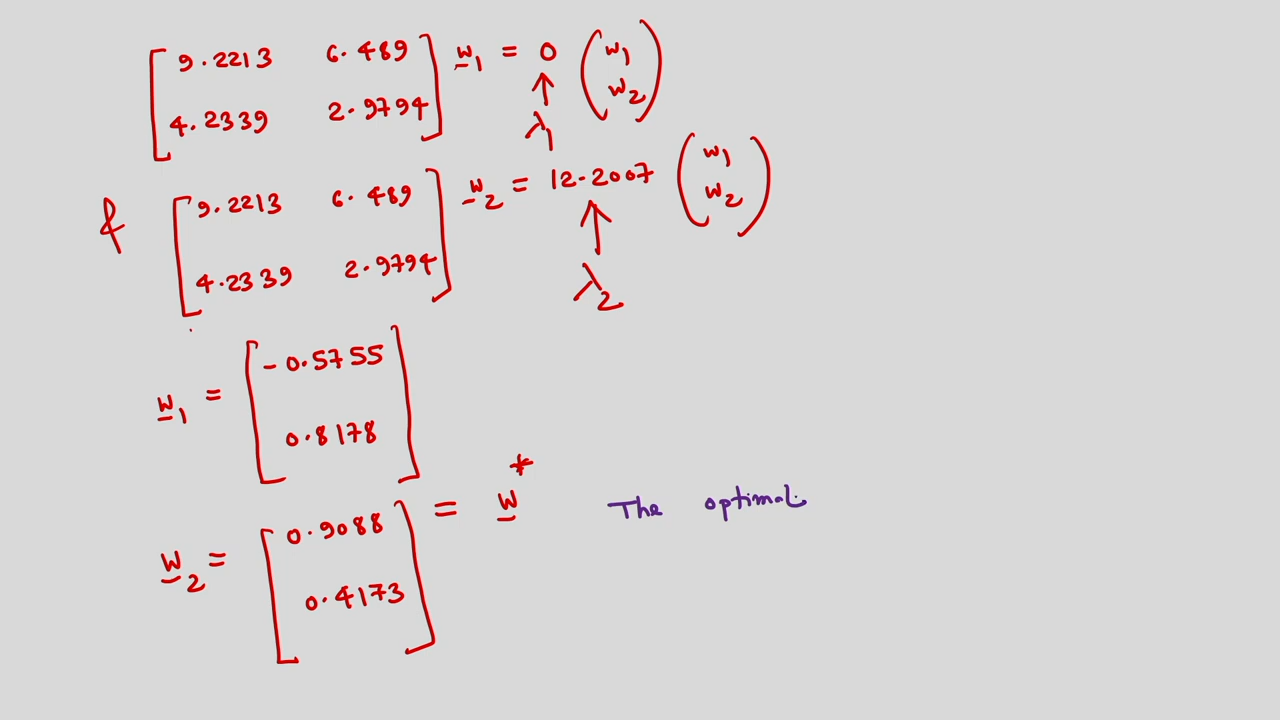 [ 9.2213 6.489 ] w1 = 0 ( w1 )
[ 4.2339 2.9794 ] ↑ ( w2 )
λ1
& [ 9.2213 6.489 ] w2 = 12.2007 ( w1 )
[ 4.2339 2.9794 ] ↑ ( w2 )
λ2
w1 = [ -0.5755
0.8178 ]
w2 = [ 0.9088
0.4173 ] = w* The optimal